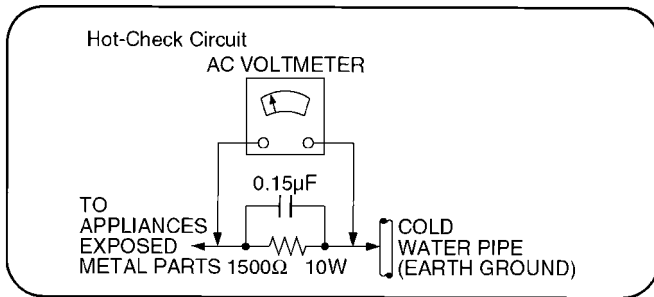 Hot-Check Circuit
AC VOLTMETER
0.15µF
TO
APPLIANCES
EXPOSED
METAL PARTS
1500Ω 10W
COLD
WATER PIPE
(EARTH GROUND)